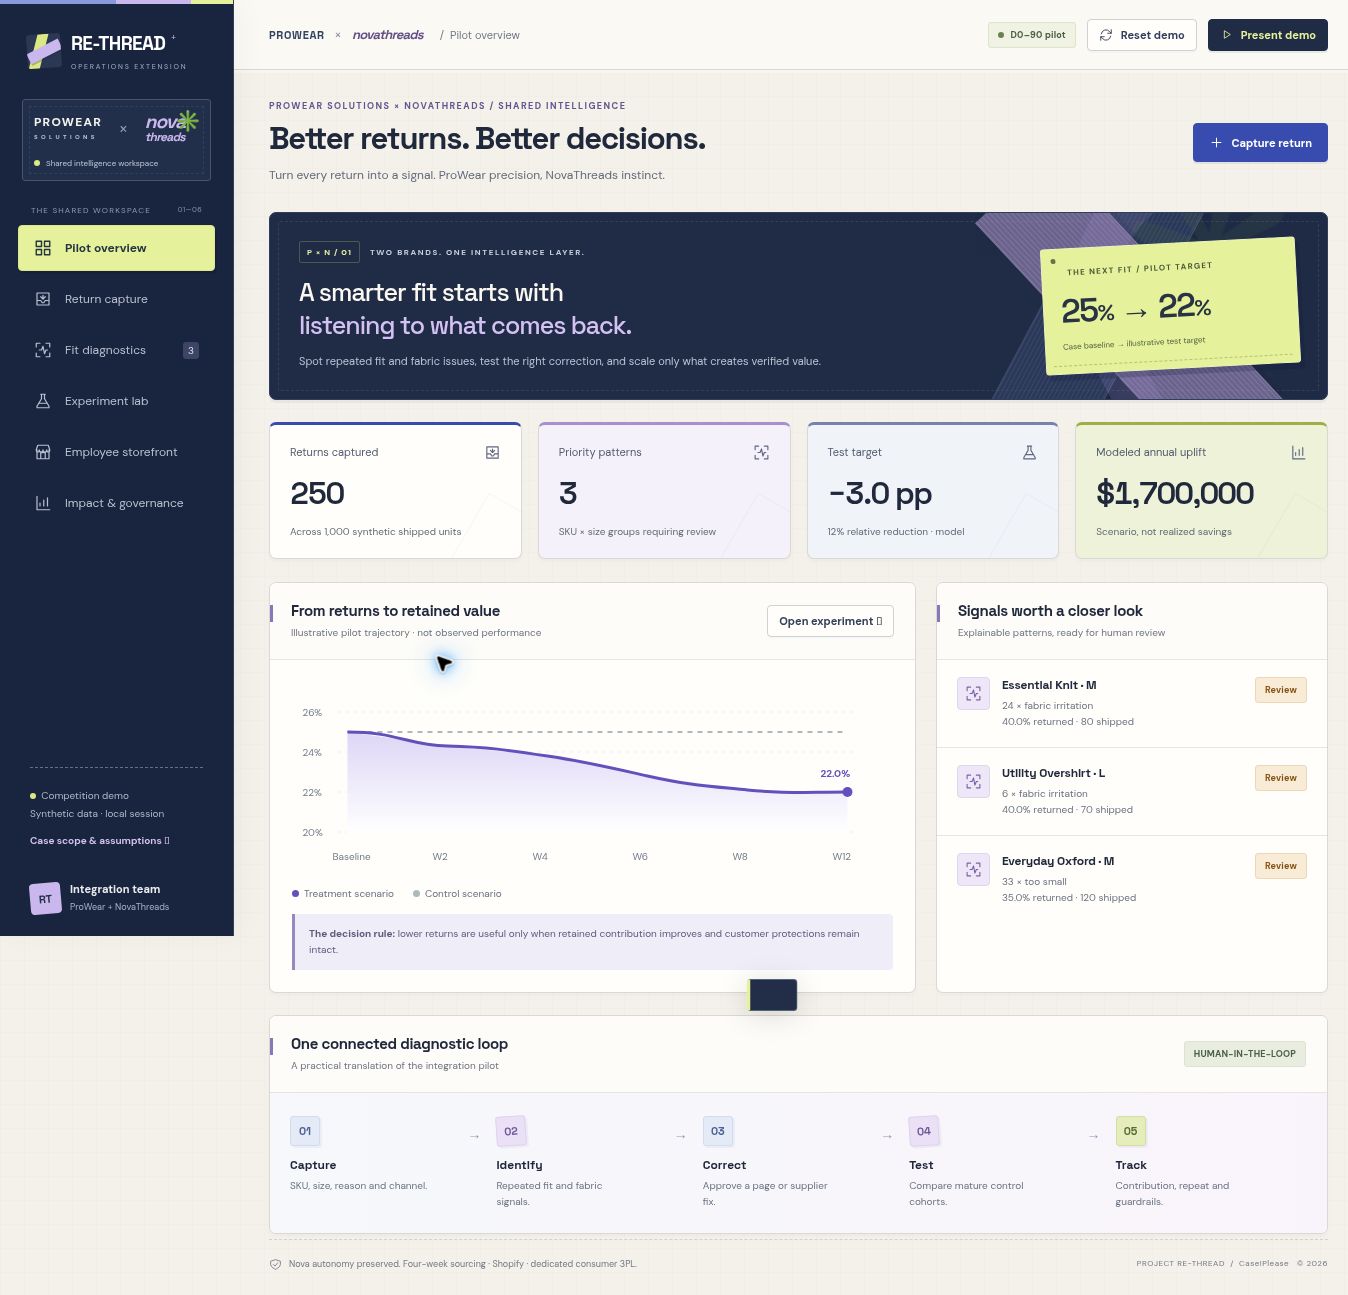 RE-THREAD +
OPERATIONS EXTENSION
PROWEAR
SOLUTIONS
×
nova
threads
Shared intelligence workspace
THE SHARED WORKSPACE 01—06
Pilot overview
Return capture
Fit diagnostics 3
Experiment lab
Employee storefront
Impact & governance
Competition demo
Synthetic data · local session
Case scope & assumptions
RT
Integration team
ProWear + NovaThreads
PROWEAR × novathreads / Pilot overview
D0–90 pilot
Reset demo
Present demo
PROWEAR SOLUTIONS × NOVATHREADS / SHARED INTELLIGENCE
Better returns. Better decisions.
Turn every return into a signal. ProWear precision, NovaThreads instinct.
Capture return
P × N / 01 TWO BRANDS. ONE INTELLIGENCE LAYER.
A smarter fit starts with
listening to what comes back.
Spot repeated fit and fabric issues, test the right correction, and scale only what creates verified value.
THE NEXT FIT / PILOT TARGET
25% → 22%
Case baseline → illustrative test target
Returns captured
250
Across 1,000 synthetic shipped units
Priority patterns
3
SKU × size groups requiring review
Test target
−3.0 pp
12% relative reduction · model
Modeled annual uplift
$1,700,000
Scenario, not realized savings
From returns to retained value
Illustrative pilot trajectory · not observed performance
Open experiment
26%
24%
22%
20%
22.0%
Baseline W2 W4 W6 W8 W12
Treatment scenario Control scenario
The decision rule: lower returns are useful only when retained contribution improves and customer protections remain
intact.
Signals worth a closer look
Explainable patterns, ready for human review
Essential Knit · M
24 × fabric irritation
40.0% returned · 80 shipped
Review
Utility Overshirt · L
6 × fabric irritation
40.0% returned · 70 shipped
Review
Everyday Oxford · M
33 × too small
35.0% returned · 120 shipped
Review
One connected diagnostic loop
A practical translation of the integration pilot
HUMAN-IN-THE-LOOP
01
Capture
SKU, size, reason and channel.
→
02
Identify
Repeated fit and fabric
signals.
→
03
Correct
Approve a page or supplier
fix.
→
04
Test
Compare mature control
cohorts.
→
05
Track
Contribution, repeat and
guardrails.
Nova autonomy preserved. Four-week sourcing · Shopify · dedicated consumer 3PL.
PROJECT RE-THREAD / CaselPlease © 2026